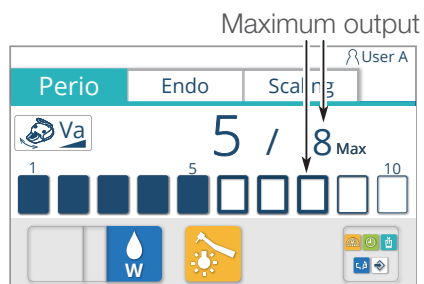 Maximum output
User A
Perio Endo Scaling
Va 5 / 8 Max
1 5 10
W